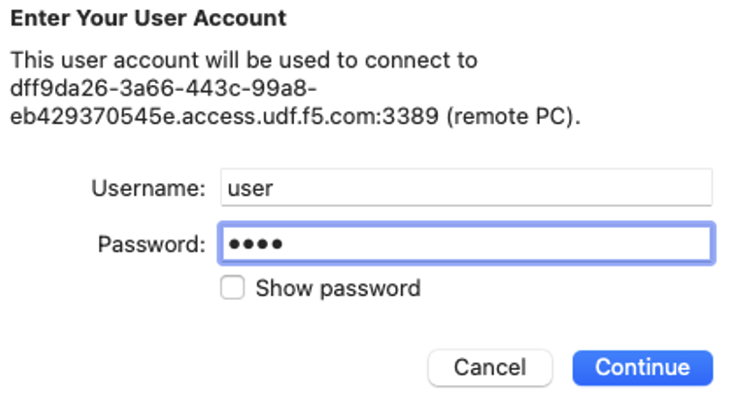 Enter Your User Account
This user account will be used to connect to
dff9da26-3a66-443c-99a8-
eb429370545e.access.udf.f5.com:3389 (remote PC).
Username: user
Password: ••••
Show password
Cancel Continue